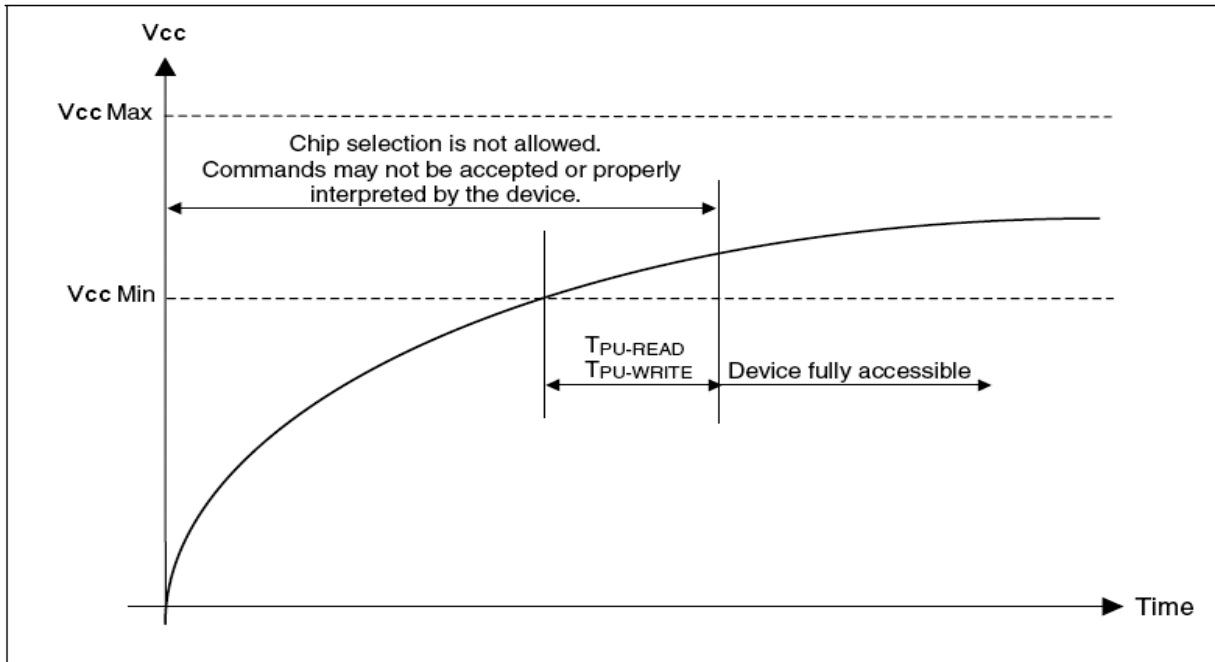 Vcc
Vcc Max
Chip selection is not allowed.
Commands may not be accepted or properly
interpreted by the device.
Vcc Min
TPU-READ
TPU-WRITE
Device fully accessible
Time